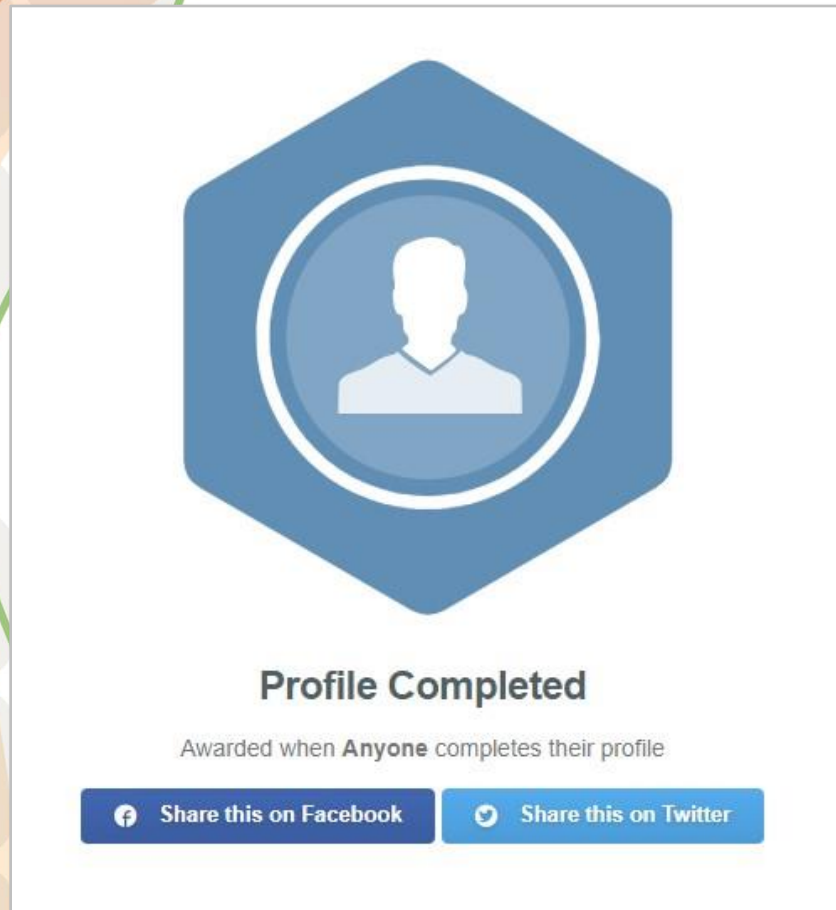 Profile Completed
Awarded when Anyone completes their profile
Share this on Facebook
Share this on Twitter